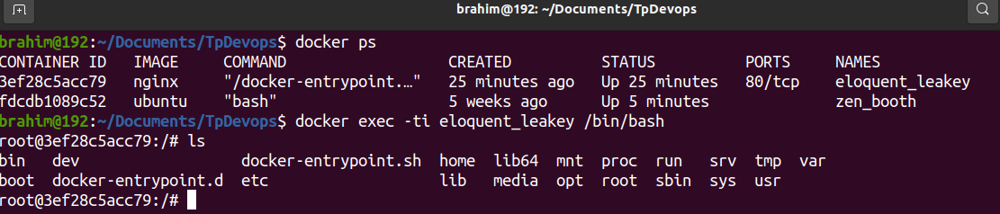 brahim@192: ~/Documents/TpDevops
brahim@192:~/Documents/TpDevops$ docker ps
CONTAINER ID   IMAGE     COMMAND                  CREATED          STATUS          PORTS     NAMES
3ef28c5acc79   nginx     "/docker-entrypoint.…"   25 minutes ago   Up 25 minutes   80/tcp    eloquent_leakey
fdcdb1089c52   ubuntu    "bash"                   5 weeks ago      Up 5 minutes              zen_booth
brahim@192:~/Documents/TpDevops$ docker exec -ti eloquent_leakey /bin/bash
root@3ef28c5acc79:/# ls
bin   dev                  docker-entrypoint.sh  home  lib64  mnt  proc  run   srv  tmp  var
boot  docker-entrypoint.d  etc                   lib   media  opt  root  sbin  sys  usr
root@3ef28c5acc79:/#